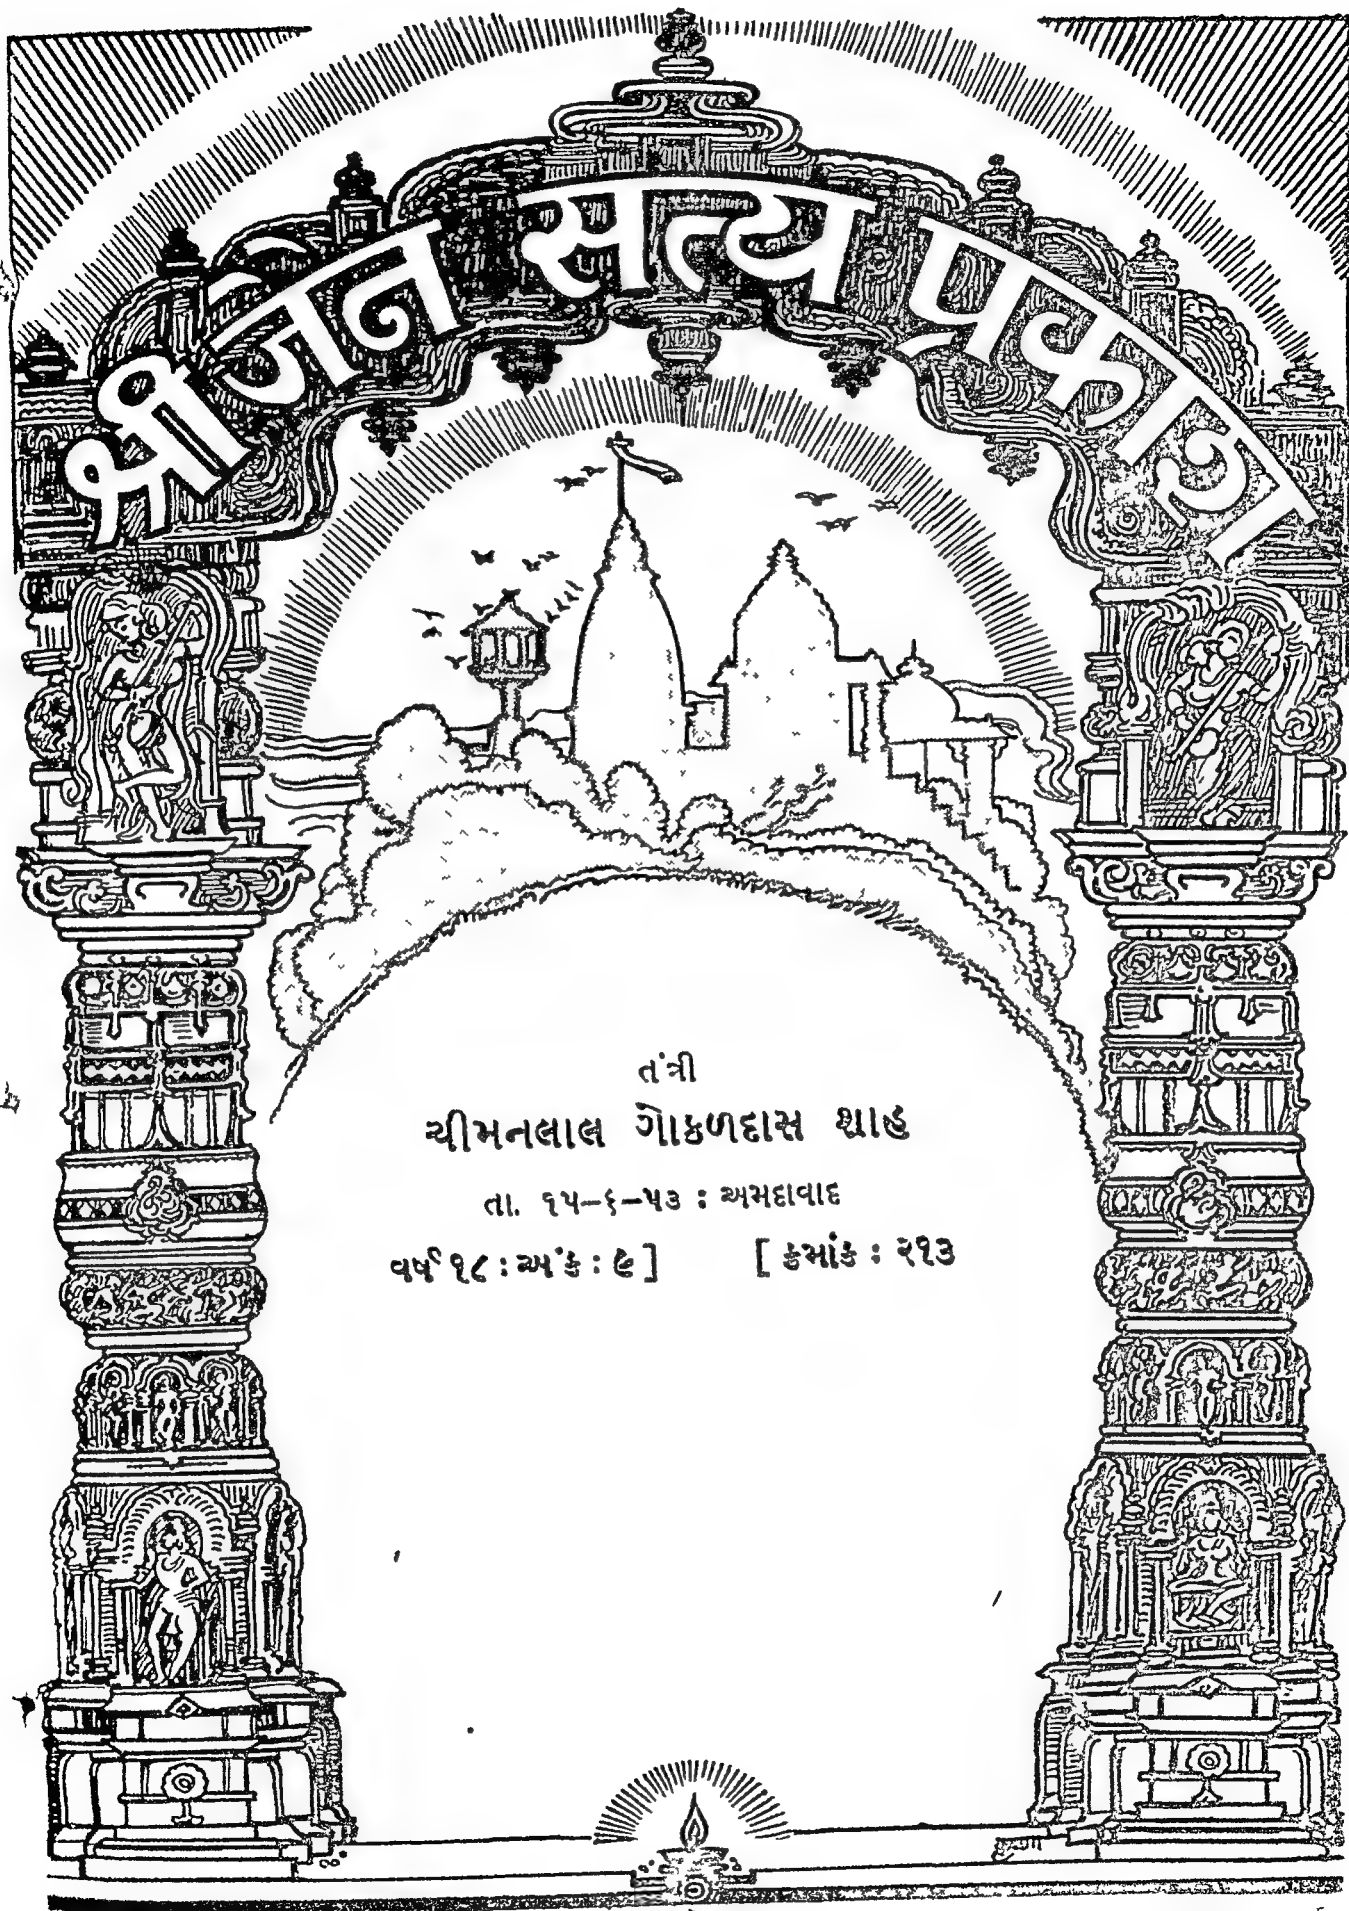 श्री जैन सत्य प्रकाश
તંત્રી
ચીમનલાલ ગોકળદાસ શાહ
તા. ૧૫-૬-૫૩ : અમદાવાદ
વર્ષ ૧૮ : અંક : ૯ ] [ ક્રમાંક : ૨૧૩